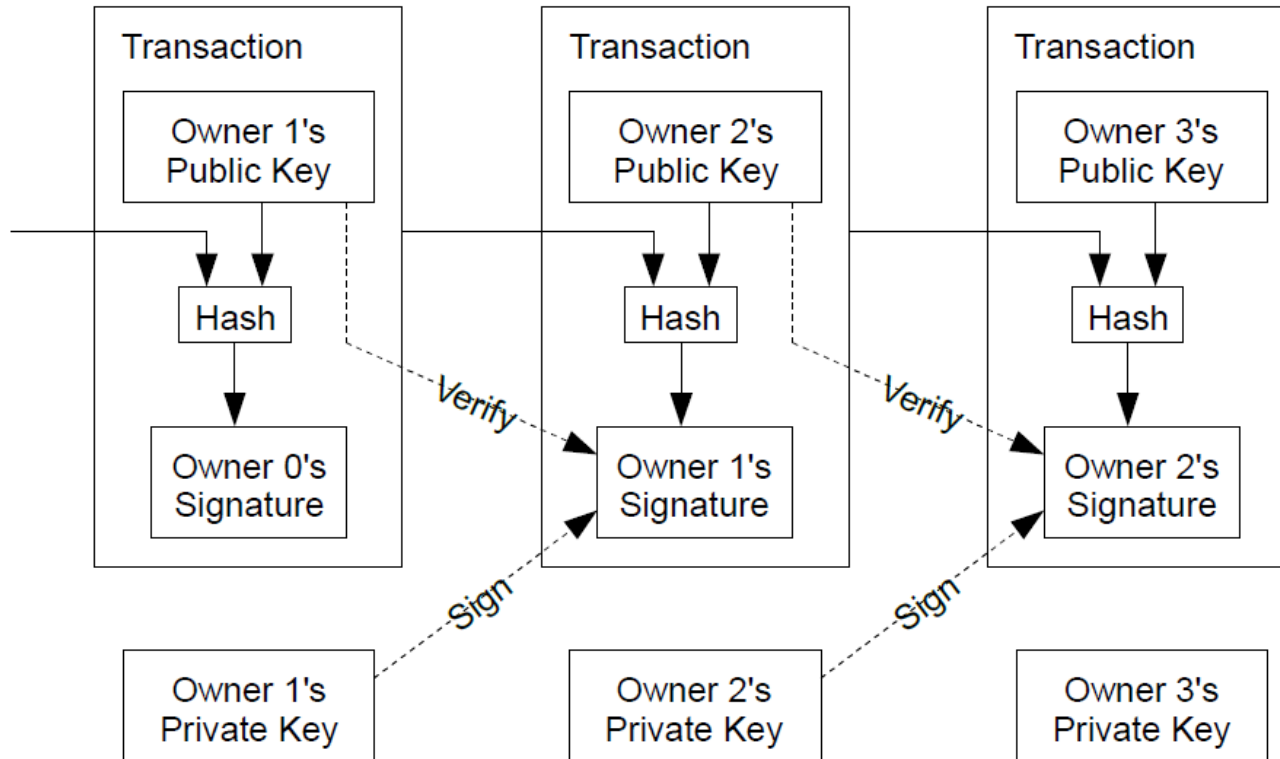 Transaction
Transaction
Transaction
Owner 1's
Public Key
Owner 2's
Public Key
Owner 3's
Public Key
Hash
Hash
Hash
Verify
Verify
Owner 0's
Signature
Owner 1's
Signature
Owner 2's
Signature
Sign
Sign
Owner 1's
Private Key
Owner 2's
Private Key
Owner 3's
Private Key